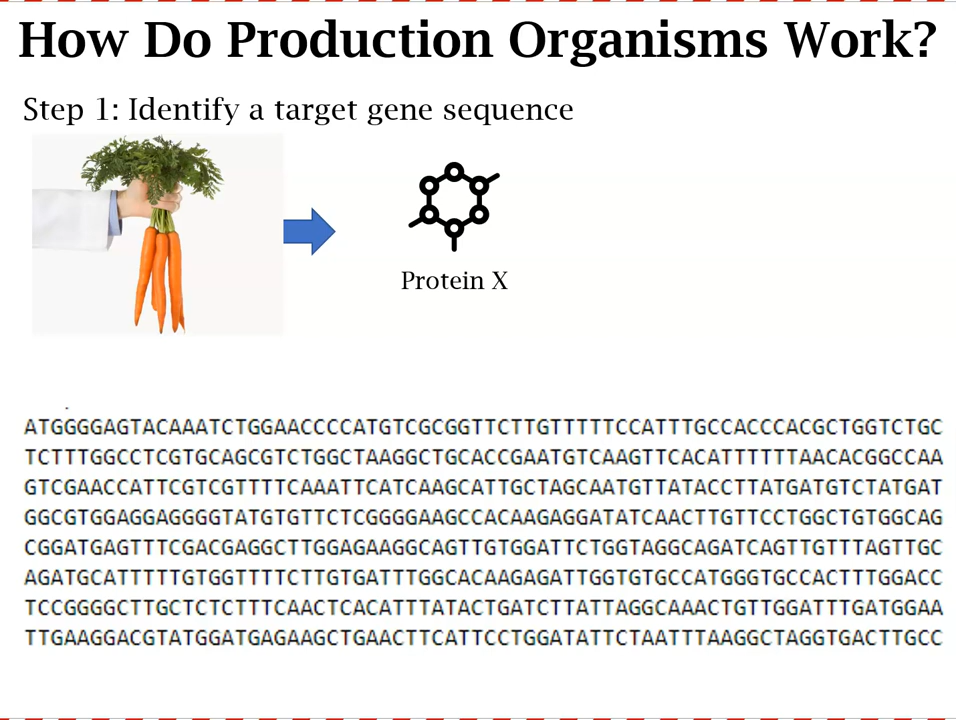 How Do Production Organisms Work?
Step 1: Identify a target gene sequence
Protein X
ATGGGGAGTACAAATCTGGAACCCCATGTCGCGGTTCTTGTTTTTCCATTTGCCACCCACGCTGGTCTGC
TCTTTGGCCTCGTGCAGCGTCTGGCTAAGGCTGCACCGAATGTCAAGTTCACATTTTTTAACACGGCCAA
GTCGAACCATTCGTCGTTTTCAAATTCATCAAGCATTGCTAGCAATGTTATACCTTATGATGTCTATGAT
GGCGTGGAGGAGGGGTATGTGTTCTCGGGGAAGCCACAAGAGGATATCAACTTGTTCCTGGCTGTGGCAG
CGGATGAGTTTCGACGAGGCTTGGAGAAGGCAGTTGTGGATTCTGGTAGGCAGATCAGTTGTTTAGTTGC
AGATGCATTTTTGTGGTTTTCTTGTGATTTGGCACAAGAGATTGGTGTGCCATGGGTGCCACTTTGGACC
TCCGGGGCTTGCTCTCTTTCAACTCACATTTATACTGATCTTATTAGGCAAACTGTTGGATTTGATGGAA
TTGAAGGACGTATGGATGAGAAGCTGAACTTCATTCCTGGATATTCTAATTTAAGGCTAGGTGACTTGCC